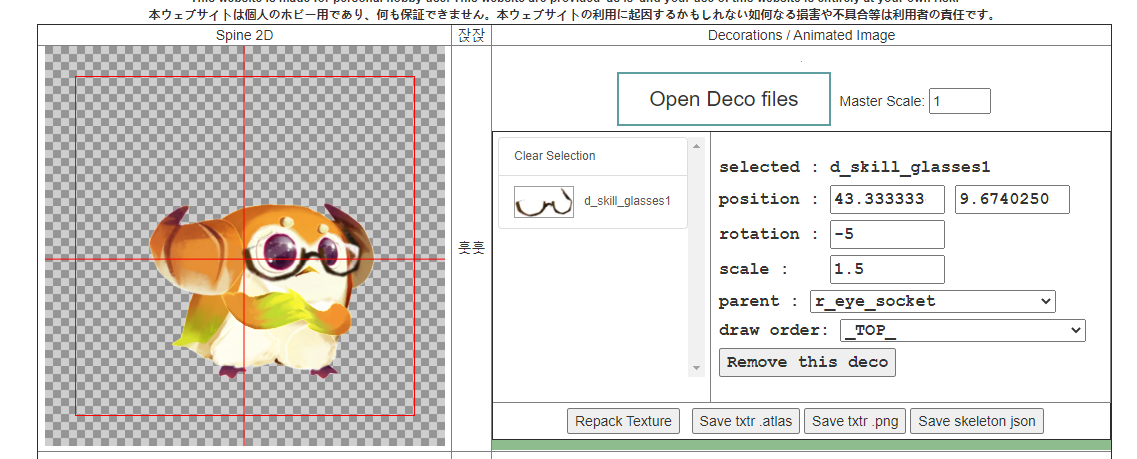 This website is made for personal hobby use. This website are provided "as is" and your use of this website is entirely at your own risk.
本ウェブサイトは個人のホビー用であり、何も保証できません。本ウェブサイトの利用に起因するかもしれない如何なる損害や不具合等は利用者の責任です。
Spine 2D
잕잕
Decorations / Animated Image
Open Deco files
Master Scale: 1
Clear Selection
d_skill_glasses1
selected : d_skill_glasses1
position : 43.333333 9.6740250
rotation : -5
scale : 1.5
parent : r_eye_socket
draw order: _TOP_
Remove this deco
훗훗
Repack Texture Save txtr .atlas Save txtr .png Save skeleton json